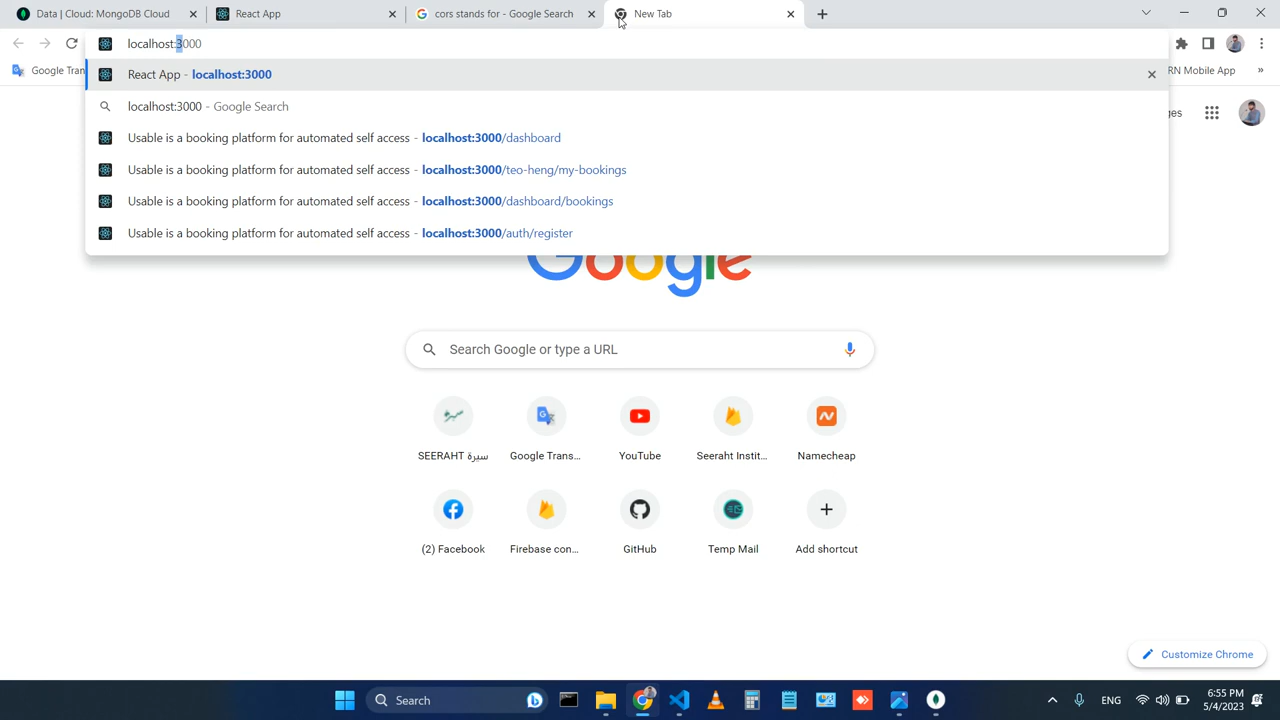 Data | Cloud: MongoDB Cloud
React App
cors stands for - Google Search
New Tab
localhost:3000
Google Tran
RN Mobile App
»
React App - localhost:3000
localhost:3000 - Google Search
Usable is a booking platform for automated self access - localhost:3000/dashboard
Usable is a booking platform for automated self access - localhost:3000/teo-heng/my-bookings
Usable is a booking platform for automated self access - localhost:3000/dashboard/bookings
Usable is a booking platform for automated self access - localhost:3000/auth/register
ges
Google
Search Google or type a URL
SEERAHT سيرة
Google Trans...
YouTube
Seeraht Instit...
Namecheap
(2) Facebook
Firebase con...
GitHub
Temp Mail
Add shortcut
Customize Chrome
Search
ENG
6:55 PM
5/4/2023